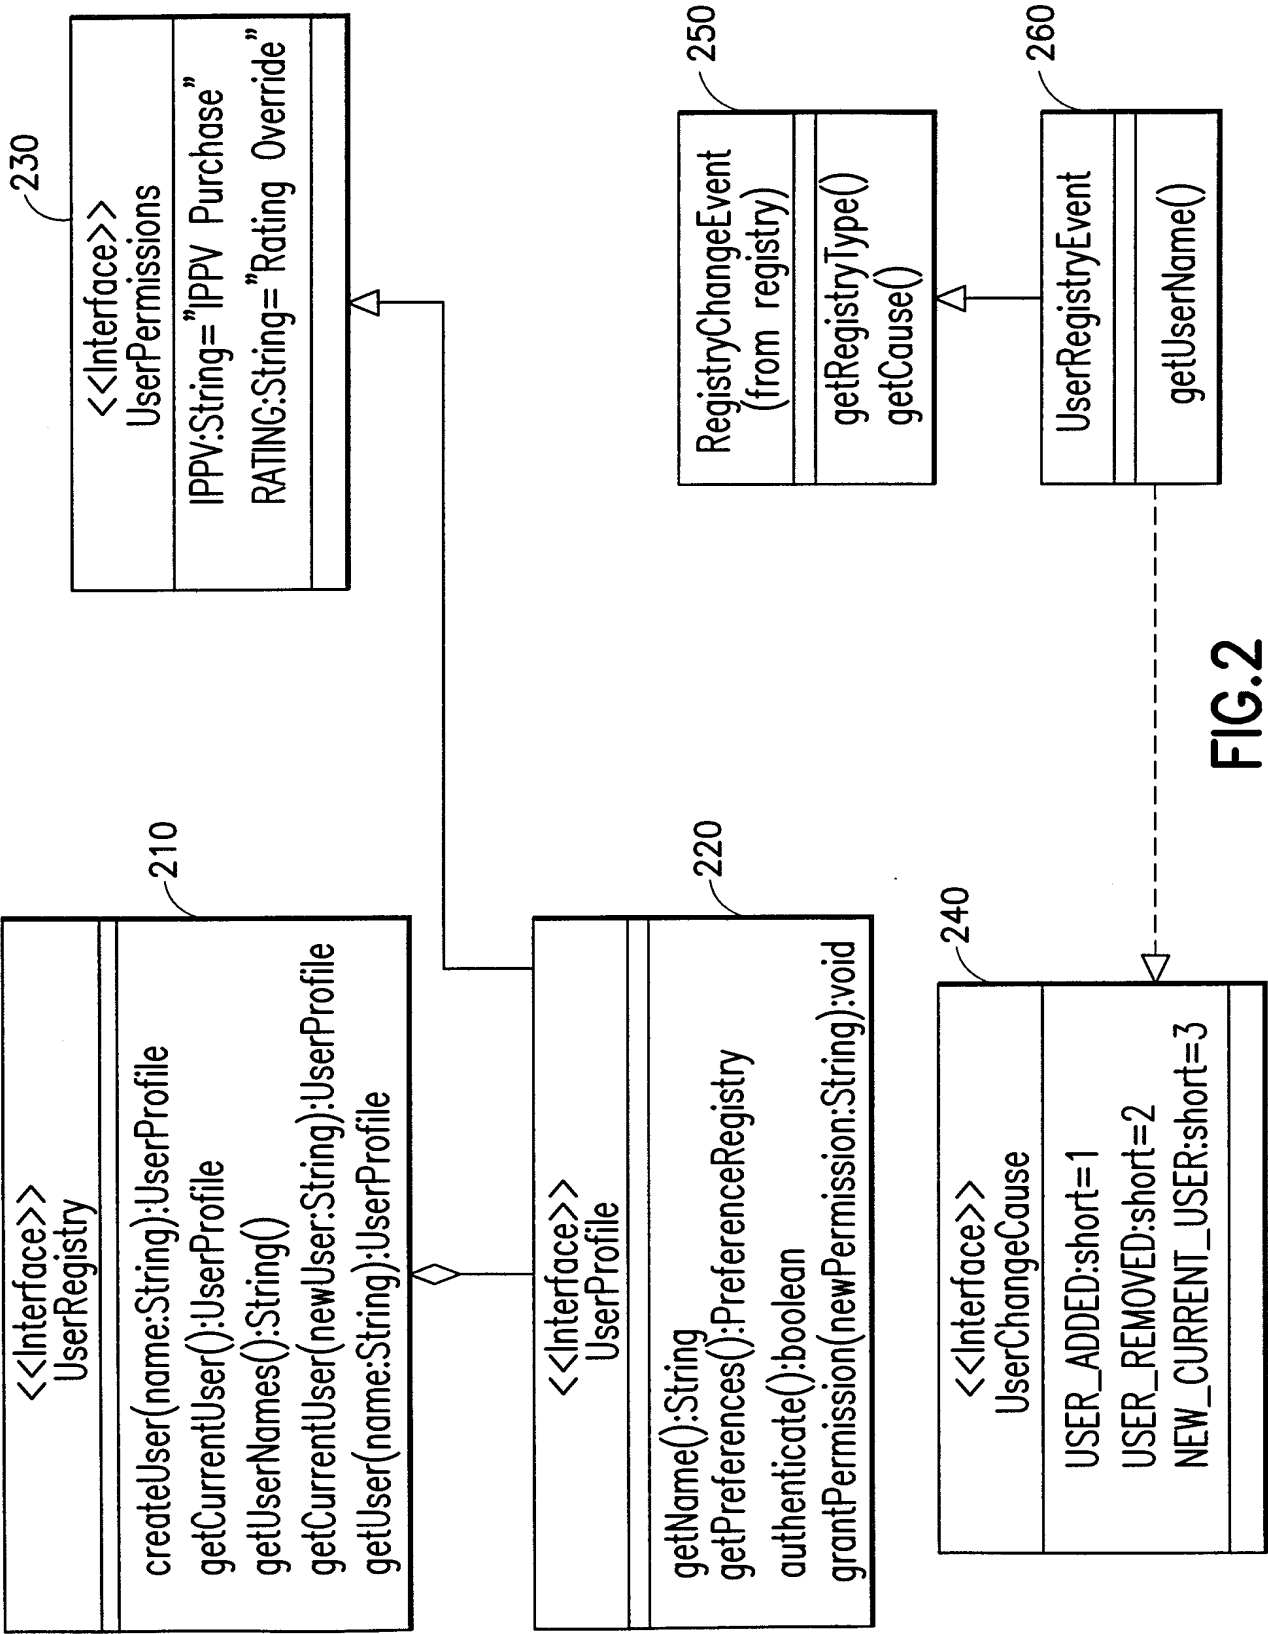 <<Interface>>
UserRegistry
createUser(name:String):UserProfile
getCurrentUser():UserProfile
getUserNames():String()
getCurrentUser(newUser:String):UserProfile
getUser(name:String):UserProfile
210
<<Interface>>
UserPermissions
IPPV:String="IPPV Purchase"
RATING:String="Rating Override"
230
<<Interface>>
UserProfile
getName():String
getPreferences():PreferenceRegistry
authenticate():boolean
grantPermission(newPermission:String):void
220
RegistryChangeEvent
(from registry)
getRegistryType()
getCause()
250
<<Interface>>
UserChangeCause
USER_ADDED:short=1
USER_REMOVED:short=2
NEW_CURRENT_USER:short=3
240
UserRegistryEvent
getUserName()
260
FIG.2